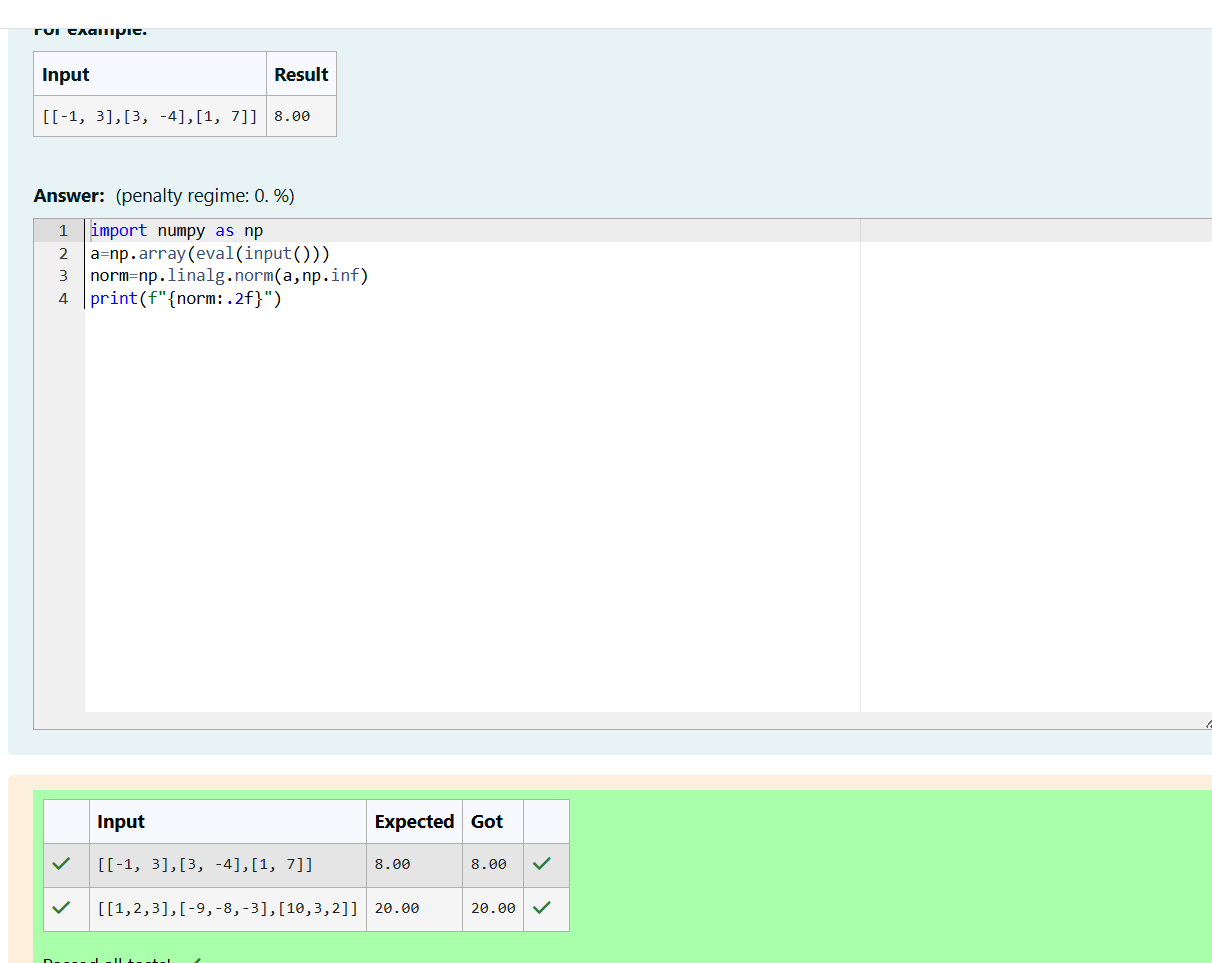 For example:
Input Result
[[-1, 3],[3, -4],[1, 7]] 8.00
Answer: (penalty regime: 0. %)
1 import numpy as np
2 a=np.array(eval(input()))
3 norm=np.linalg.norm(a,np.inf)
4 print(f"{norm:.2f}")
Input Expected Got
[[-1, 3],[3, -4],[1, 7]] 8.00 8.00
[[1,2,3],[-9,-8,-3],[10,3,2]] 20.00 20.00
Passed all tests!